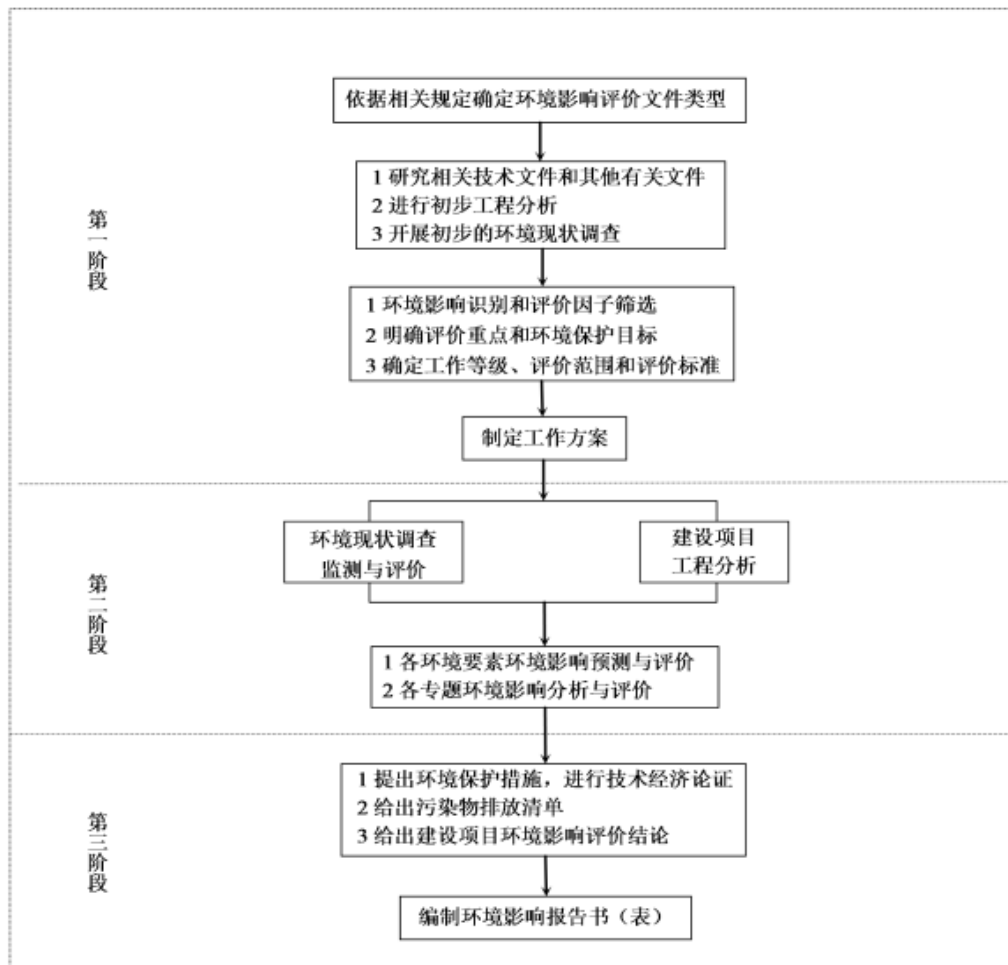 依据相关规定确定环境影响评价文件类型
1 研究相关技术文件和其他有关文件
2 进行初步工程分析
3 开展初步的环境现状调查
第一阶段
1 环境影响识别和评价因子筛选
2 明确评价重点和环境保护目标
3 确定工作等级、评价范围和评价标准
制定工作方案
第二阶段
环境现状调查
监测与评价
建设项目
工程分析
1 各环境要素环境影响预测与评价
2 各专题环境影响分析与评价
第三阶段
1 提出环境保护措施，进行技术经济论证
2 给出污染物排放清单
3 给出建设项目环境影响评价结论
编制环境影响报告书（表）